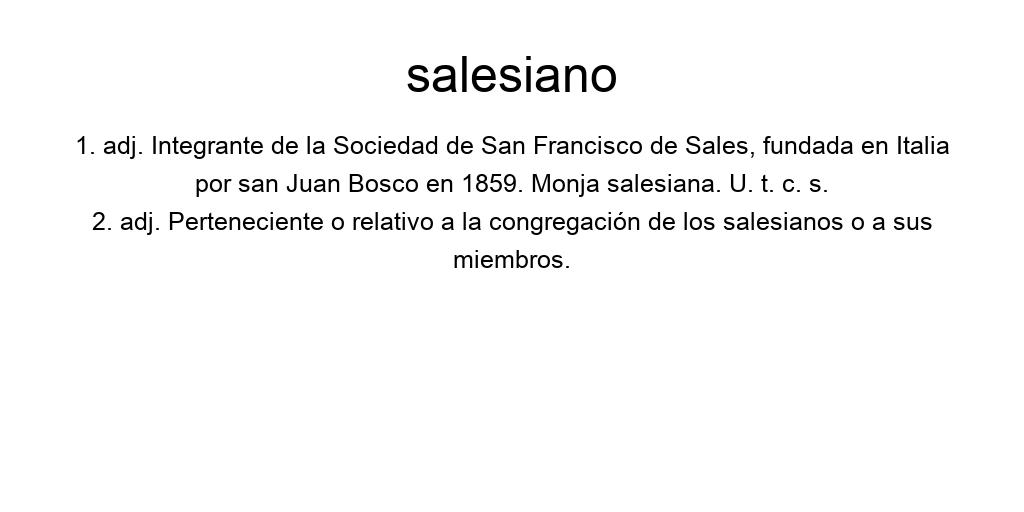 salesiano
1. adj. Integrante de la Sociedad de San Francisco de Sales, fundada en Italia
por san Juan Bosco en 1859. Monja salesiana. U. t. c. s.
2. adj. Perteneciente o relativo a la congregación de los salesianos o a sus
miembros.